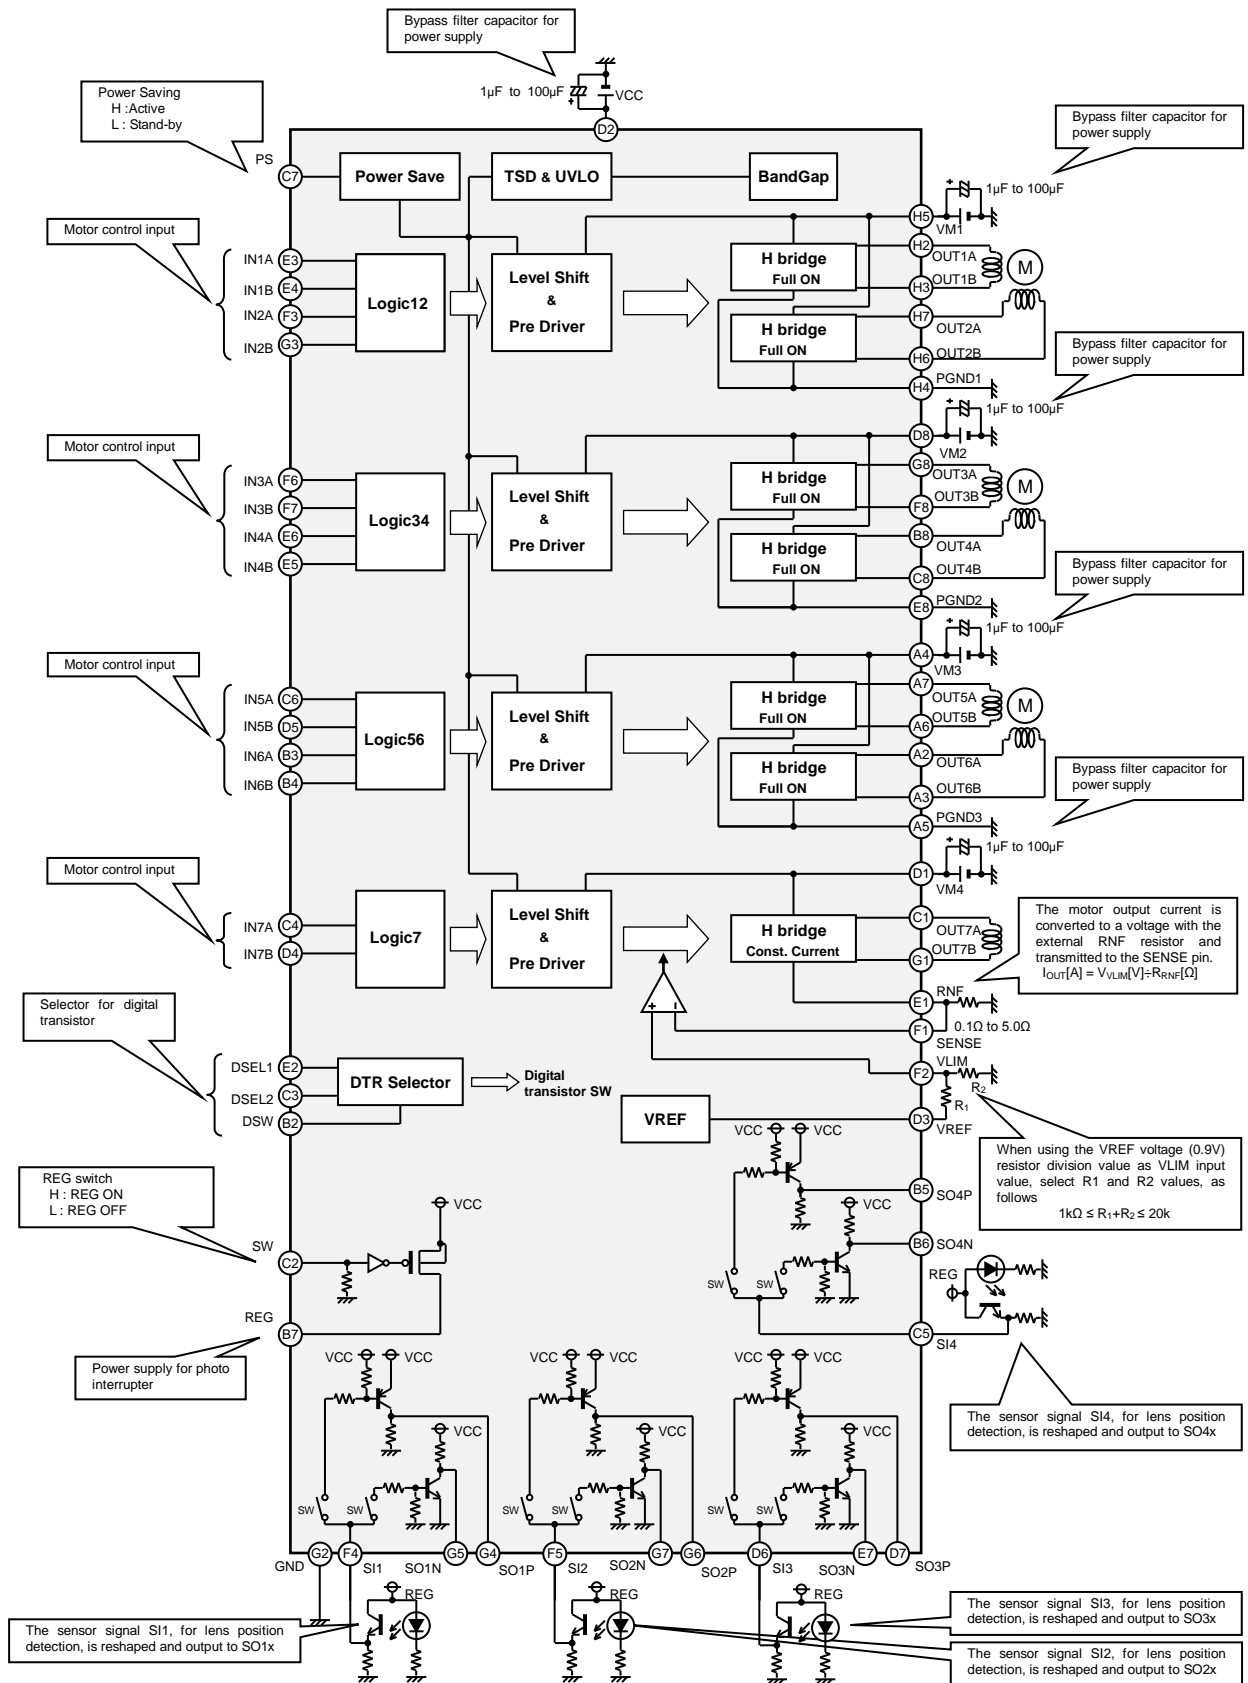 Bypass filter capacitor for
power supply
1µF to 100µF
+
VCC
D2
Power Saving
H :Active
L : Stand-by
PS
C7
Power Save
TSD & UVLO
BandGap
Bypass filter capacitor for
power supply
+
1µF to 100µF
H5
VM1
Motor control input
IN1A E3
IN1B E4
IN2A F3
IN2B G3
Logic12
Level Shift
&
Pre Driver
H bridge
Full ON
H bridge
Full ON
H2
OUT1A
OUT1B
H3
M
H7
OUT2A
OUT2B
H6
H4
PGND1
Bypass filter capacitor for
power supply
+
1µF to 100µF
D8
VM2
Motor control input
IN3A F6
IN3B F7
IN4A E6
IN4B E5
Logic34
Level Shift
&
Pre Driver
H bridge
Full ON
H bridge
Full ON
G8
OUT3A
OUT3B
F8
M
B8
OUT4A
OUT4B
C8
E8
PGND2
Bypass filter capacitor for
power supply
+
1µF to 100µF
A4
VM3
Motor control input
IN5A C6
IN5B D5
IN6A B3
IN6B B4
Logic56
Level Shift
&
Pre Driver
H bridge
Full ON
H bridge
Full ON
A7
OUT5A
OUT5B
A6
M
A2
OUT6A
OUT6B
A3
A5
PGND3
Bypass filter capacitor for
power supply
+
1µF to 100µF
D1
VM4
Motor control input
IN7A C4
IN7B D4
Logic7
Level Shift
&
Pre Driver
H bridge
Const. Current
C1
OUT7A
OUT7B
G1
The motor output current is
converted to a voltage with the
external RNF resistor and
transmitted to the SENSE pin.
IOUT[A] = VVLIM[V]÷RRNF[Ω]
+ −
E1
RNF
F1
0.1Ω to 5.0Ω
SENSE
Selector for digital
transistor
DSEL1 E2
DSEL2 C3
DSW B2
DTR Selector
Digital
transistor SW
F2
VLIM
R2
R1
VREF
D3
VREF
When using the VREF voltage (0.9V)
resistor division value as VLIM input
value, select R1 and R2 values, as
follows
1kΩ ≤ R1+R2 ≤ 20k
REG switch
H : REG ON
L : REG OFF
SW
C2
VCC
REG
B7
Power supply for photo
interrupter
VCC VCC
B5 SO4P
VCC
B6 SO4N
SW SW
REG
C5
SI4
The sensor signal SI4, for lens position
detection, is reshaped and output to SO4x
VCC VCC
VCC
SW SW
VCC VCC
VCC
SW SW
VCC VCC
VCC
SW SW
GND G2 F4 SI1 SO1N G5 G4 SO1P F5 SI2 SO2N G7 G6 SO2P D6 SI3 SO3N E7 D7 SO3P
REG
REG
REG
The sensor signal SI1, for lens position
detection, is reshaped and output to SO1x
The sensor signal SI3, for lens position
detection, is reshaped and output to SO3x
The sensor signal SI2, for lens position
detection, is reshaped and output to SO2x